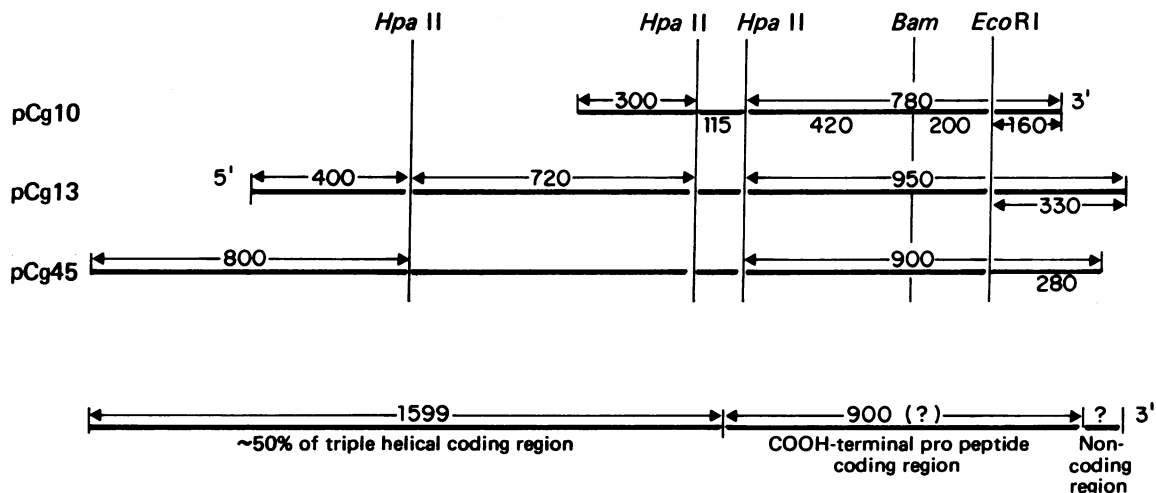 Hpa II Hpa II Hpa II Bam EcoRI
pCg10 300 780 3'
115 420 200 160
pCg13 5' 400 720 950
330
pCg45 800 900
280
1599 900 (?) ? 3'
~50% of triple helical coding region COOH-terminal pro peptide Non-
coding region coding
region